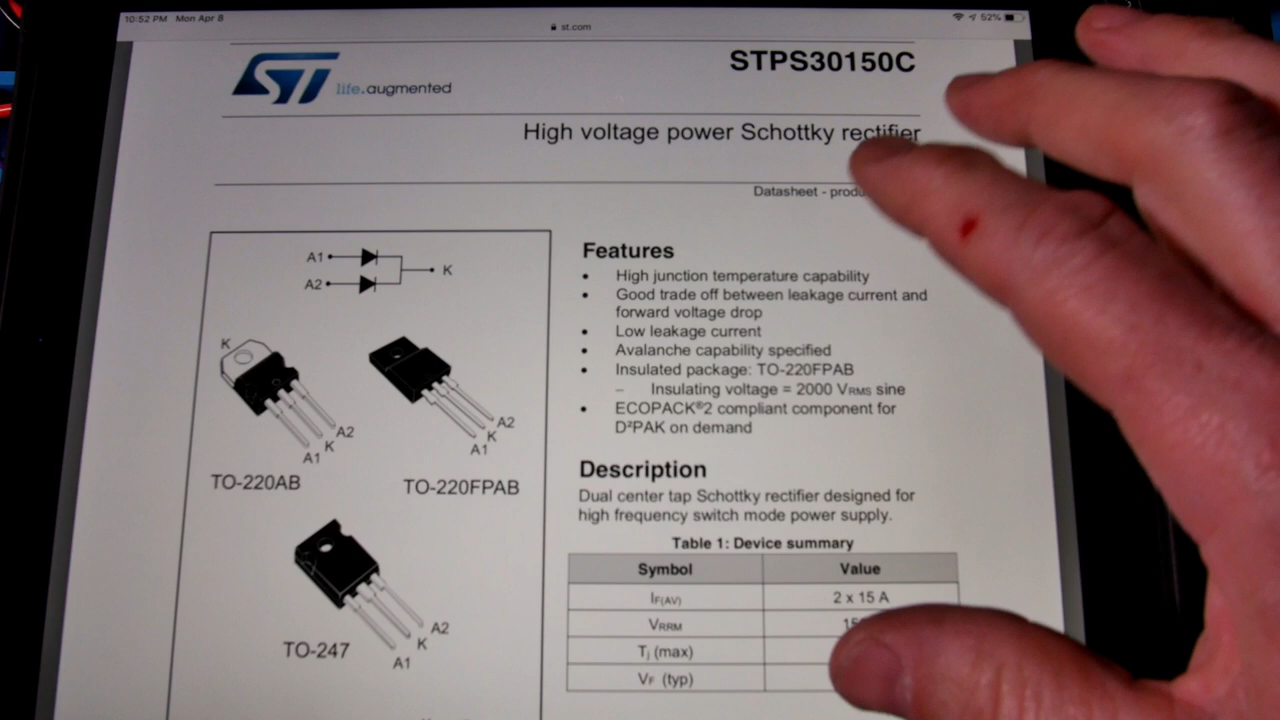 10:52 PM Mon Apr 8
st.com
52%
ST
life.augmented
STPS30150C
High voltage power Schottky rectifier
Datasheet -
A1
K
A2
K
A2
K
A1
TO-220AB
A2
K
A1
TO-220FPAB
A2
K
A1
TO-247
Features
• High junction temperature capability
• Good trade off between leakage current and
forward voltage drop
• Low leakage current
• Avalanche capability specified
• Insulated package: TO-220FPAB
– Insulating voltage = 2000 VRMS sine
• ECOPACK®2 compliant component for
D²PAK on demand
Description
Dual center tap Schottky rectifier designed for
high frequency switch mode power supply.
Table 1: Device summary
Symbol Value
IF(AV) 2 x 15 A
VRRM
Tj (max)
VF (typ)